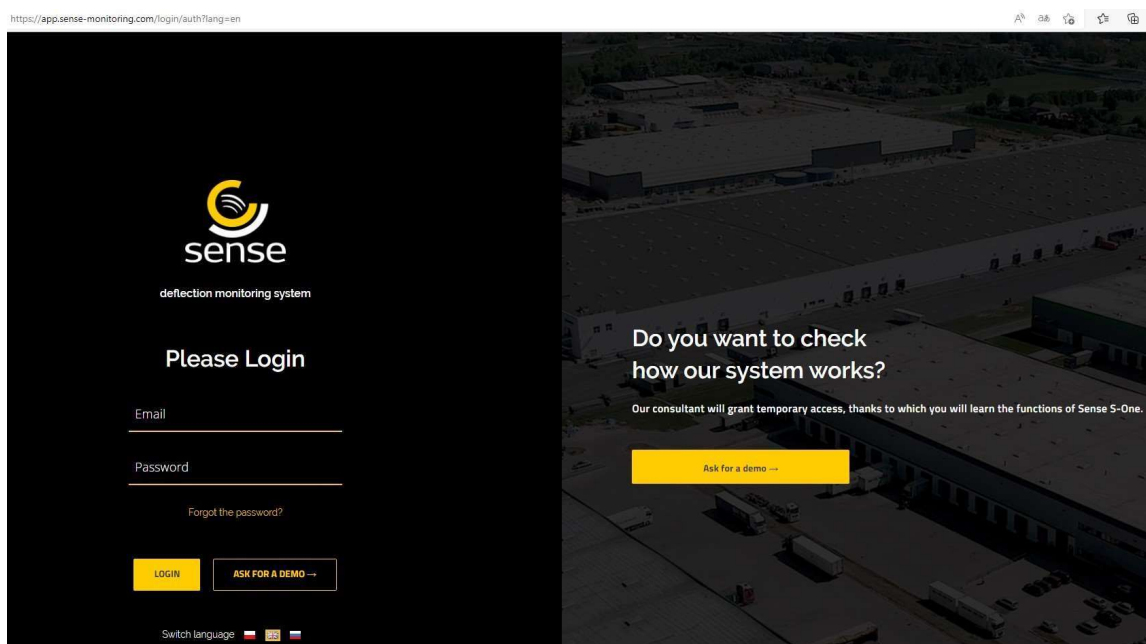 https://app.sense-monitoring.com/login/auth?lang=en
sense
deflection monitoring system
Please Login
Email
Password
Forgot the password?
LOGIN
ASK FOR A DEMO →
Switch language
Do you want to check
how our system works?
Our consultant will grant temporary access, thanks to which you will learn the functions of Sense S-One.
Ask for a demo →